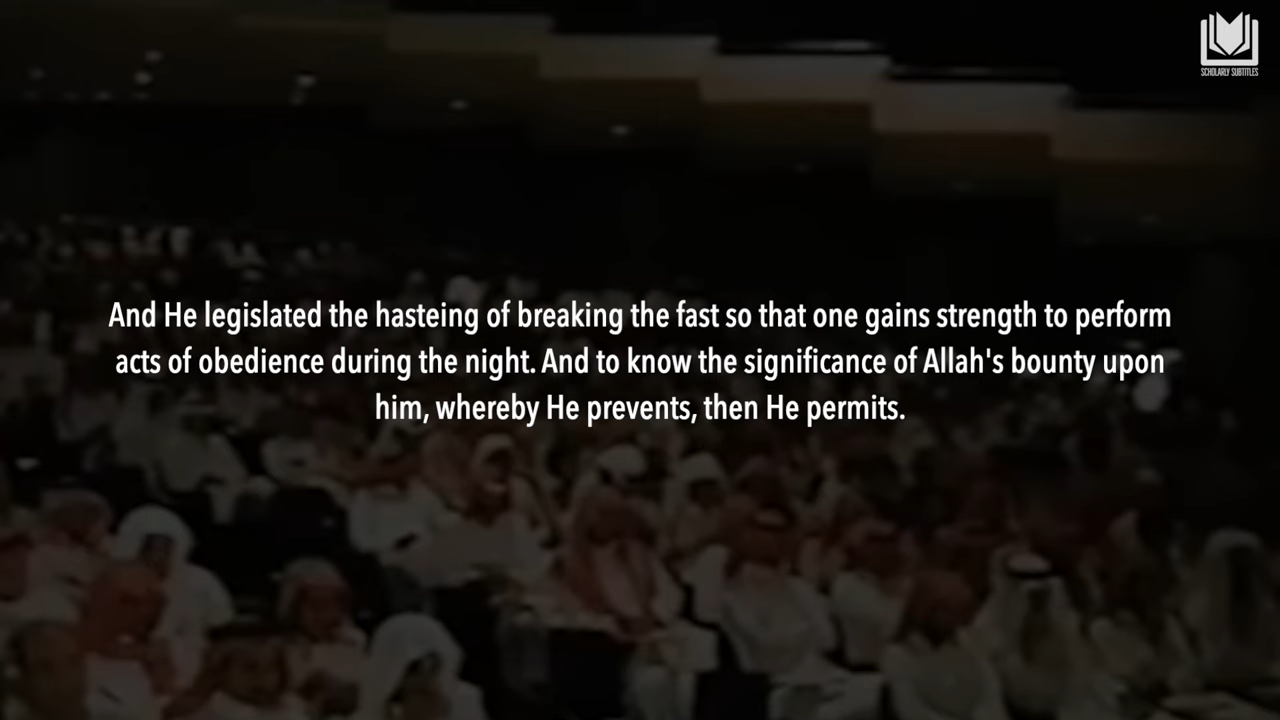 SCHOLARLY SUBTITLES
And He legislated the hasteing of breaking the fast so that one gains strength to perform
acts of obedience during the night. And to know the significance of Allah's bounty upon
him, whereby He prevents, then He permits.